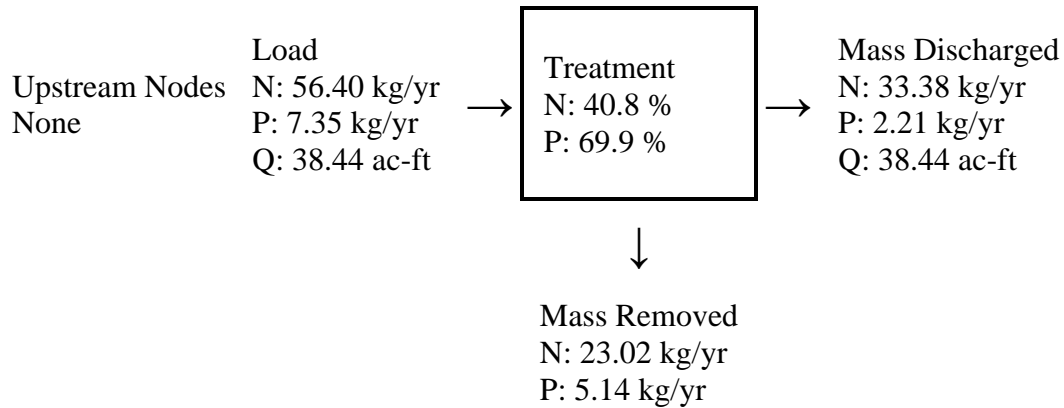 Upstream Nodes
None
Load
N: 56.40 kg/yr
P: 7.35 kg/yr
Q: 38.44 ac-ft
→
Treatment
N: 40.8 %
P: 69.9 %
→
Mass Discharged
N: 33.38 kg/yr
P: 2.21 kg/yr
Q: 38.44 ac-ft
↓
Mass Removed
N: 23.02 kg/yr
P: 5.14 kg/yr